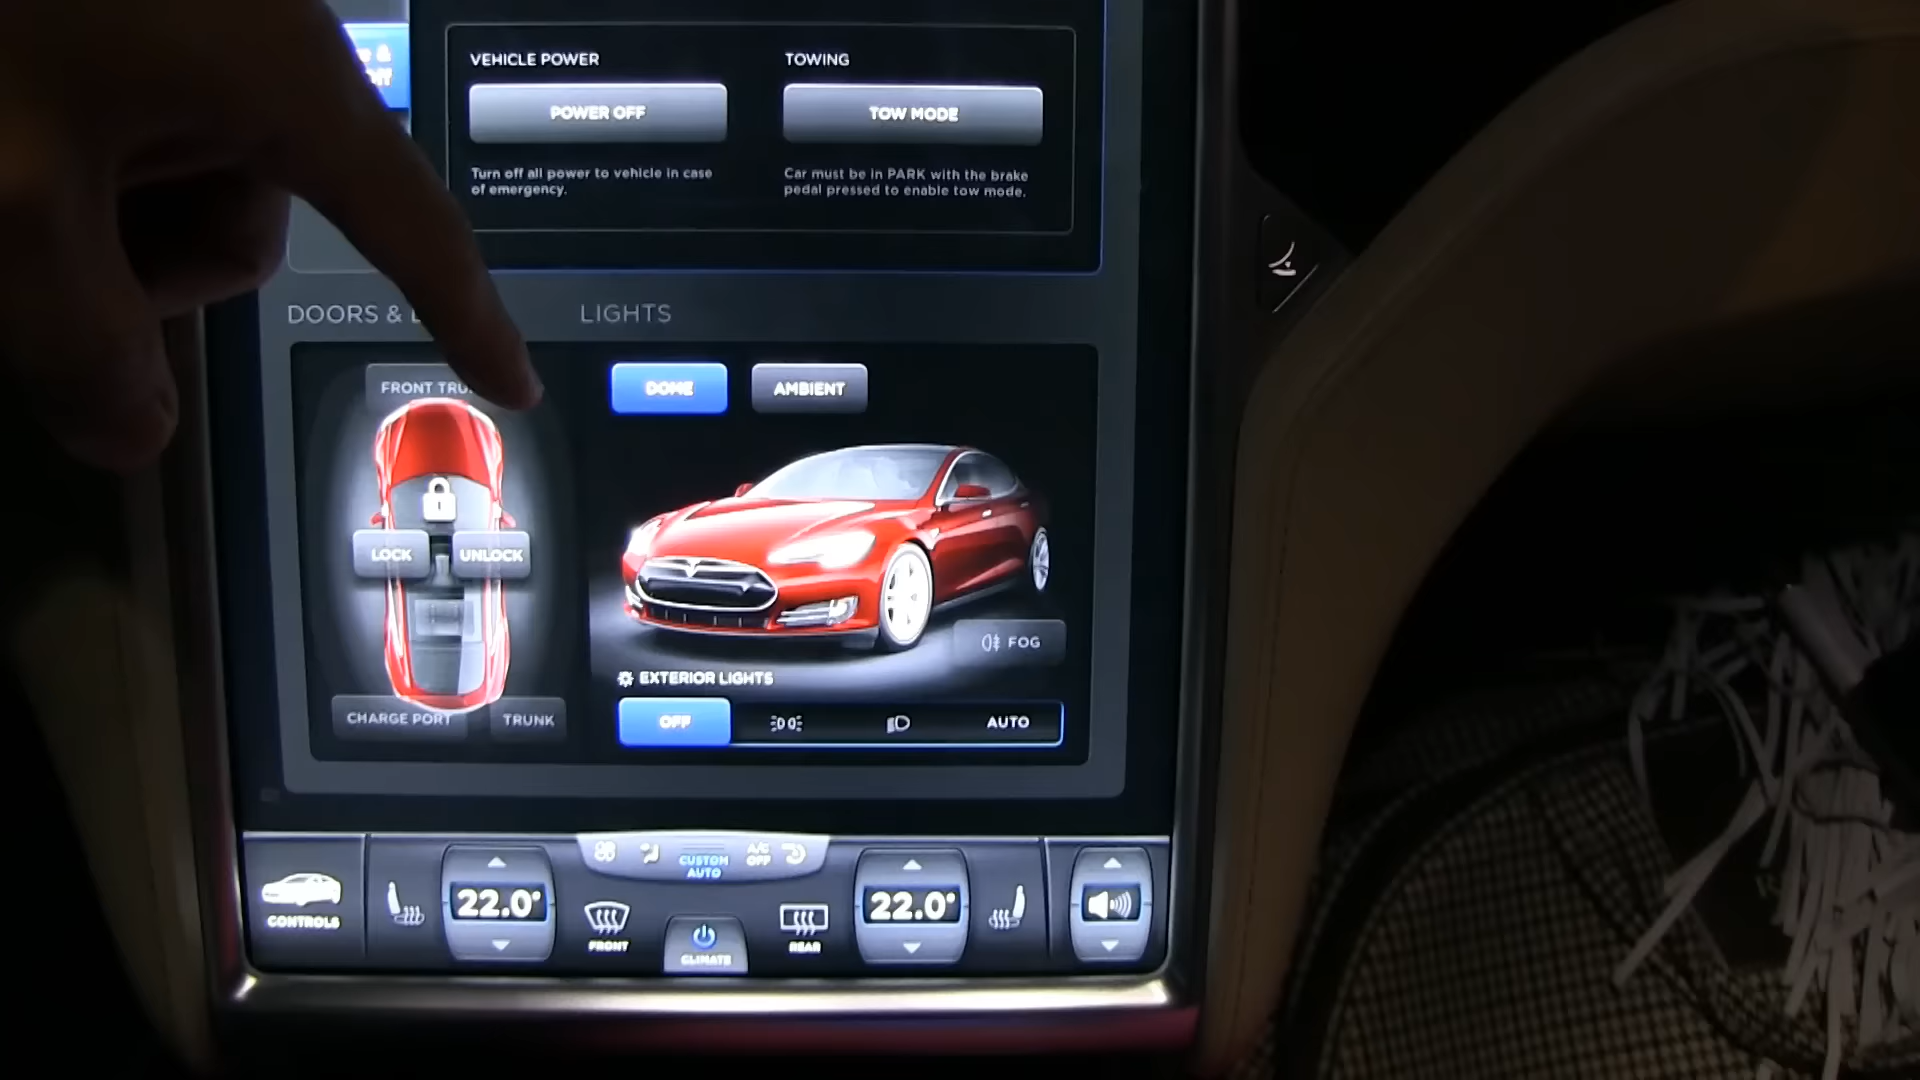 VEHICLE POWER
TOWING
POWER OFF
TOW MODE
Turn off all power to vehicle in case
of emergency.
Car must be in PARK with the brake
pedal pressed to enable tow mode.
DOORS &
LIGHTS
FRONT
DOME
AMBIENT
LOCK
UNLOCK
FOG
EXTERIOR LIGHTS
CHARGE PORT
TRUNK
OFF
AUTO
CUSTOM
AUTO
A/C
OFF
22.0°
22.0°
CONTROLS
FRONT
REAR
CLIMATE